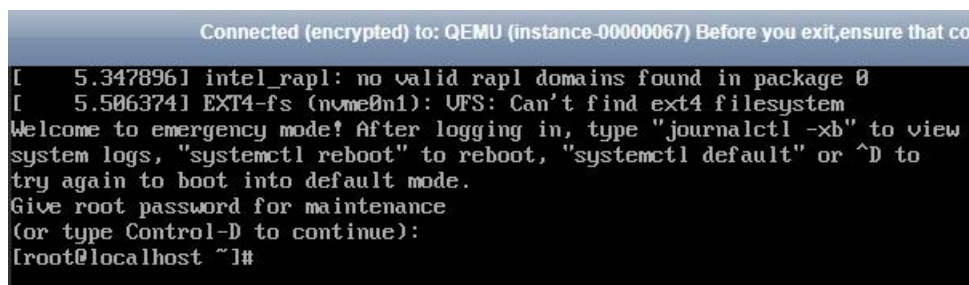 Connected (encrypted) to: QEMU (instance-00000067) Before you exit,ensure that co
[    5.347896] intel_rapl: no valid rapl domains found in package 0
[    5.506374] EXT4-fs (nvme0n1): VFS: Can't find ext4 filesystem
Welcome to emergency mode! After logging in, type "journalctl -xb" to view
system logs, "systemctl reboot" to reboot, "systemctl default" or ^D to
try again to boot into default mode.
Give root password for maintenance
(or type Control-D to continue):
[root@localhost ~]#